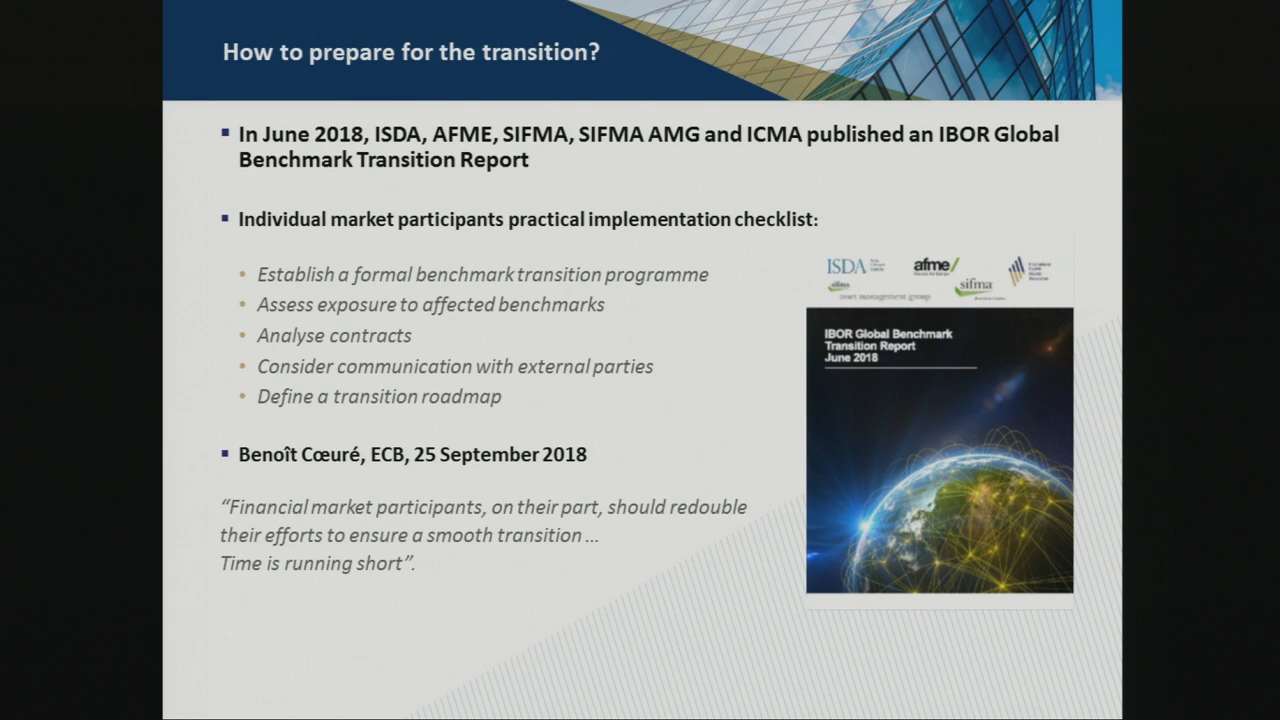 How to prepare for the transition?
In June 2018, ISDA, AFME, SIFMA, SIFMA AMG and ICMA published an IBOR Global
Benchmark Transition Report
Individual market participants practical implementation checklist:
Establish a formal benchmark transition programme
Assess exposure to affected benchmarks
Analyse contracts
Consider communication with external parties
Define a transition roadmap
Benoît Cœuré, ECB, 25 September 2018
“Financial market participants, on their part, should redouble
their efforts to ensure a smooth transition ...
Time is running short”.
ISDA
afme/
sifma
sifma
asset management group
IBOR Global Benchmark
Transition Report
June 2018